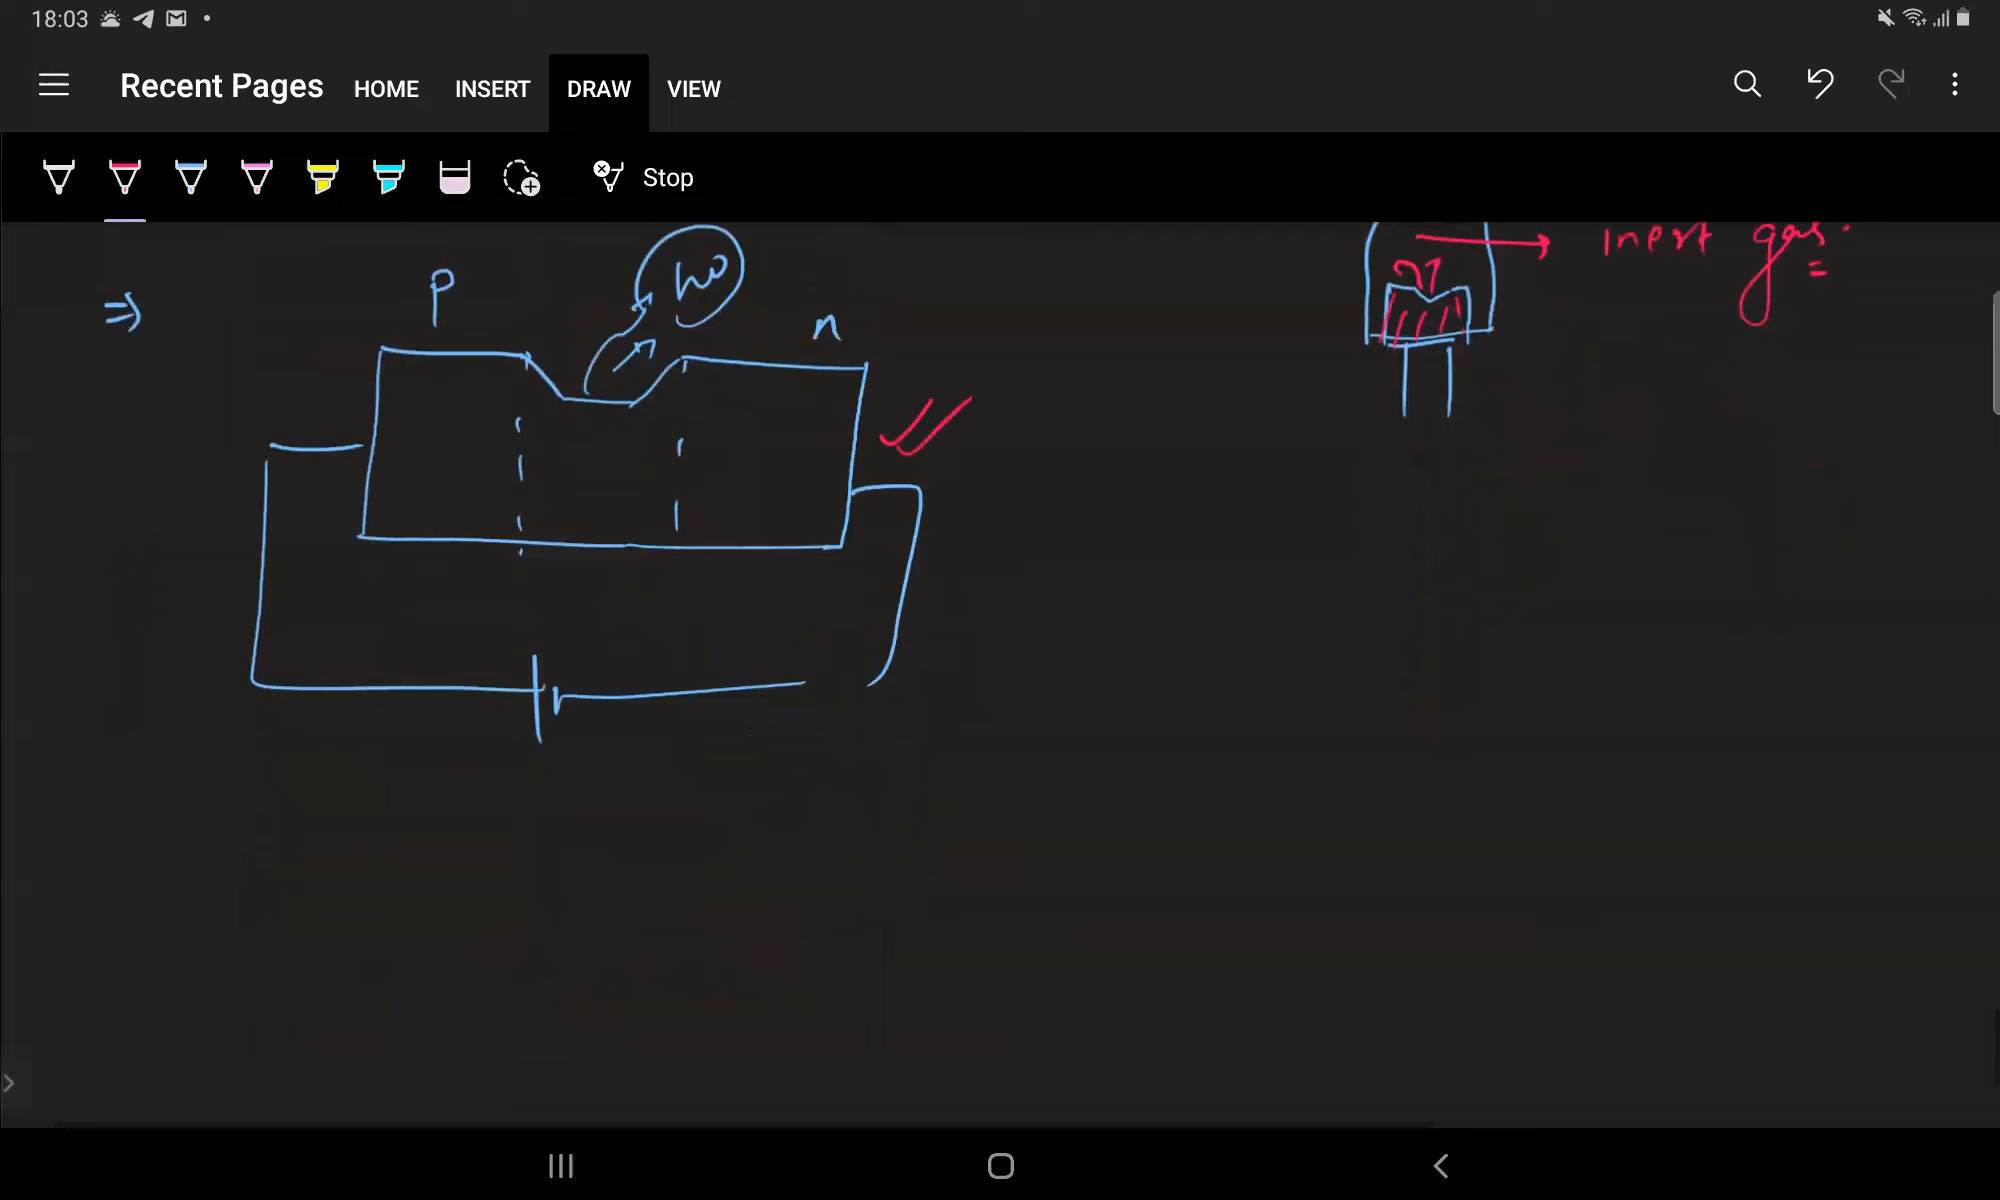 18:03
Recent Pages HOME INSERT DRAW VIEW
Stop
inert gas.
hν
p
n